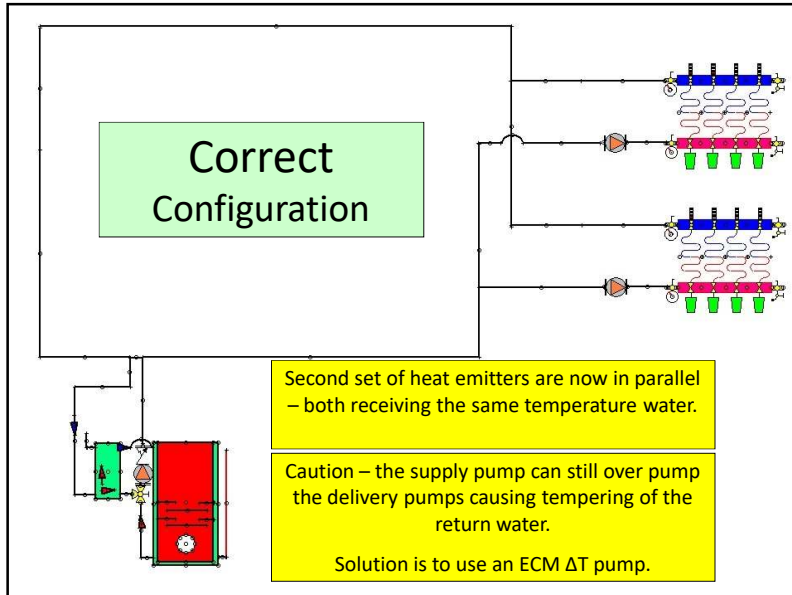 Correct
Configuration
Second set of heat emitters are now in parallel
– both receiving the same temperature water.
Caution – the supply pump can still over pump
the delivery pumps causing tempering of the
return water.
Solution is to use an ECM ΔT pump.